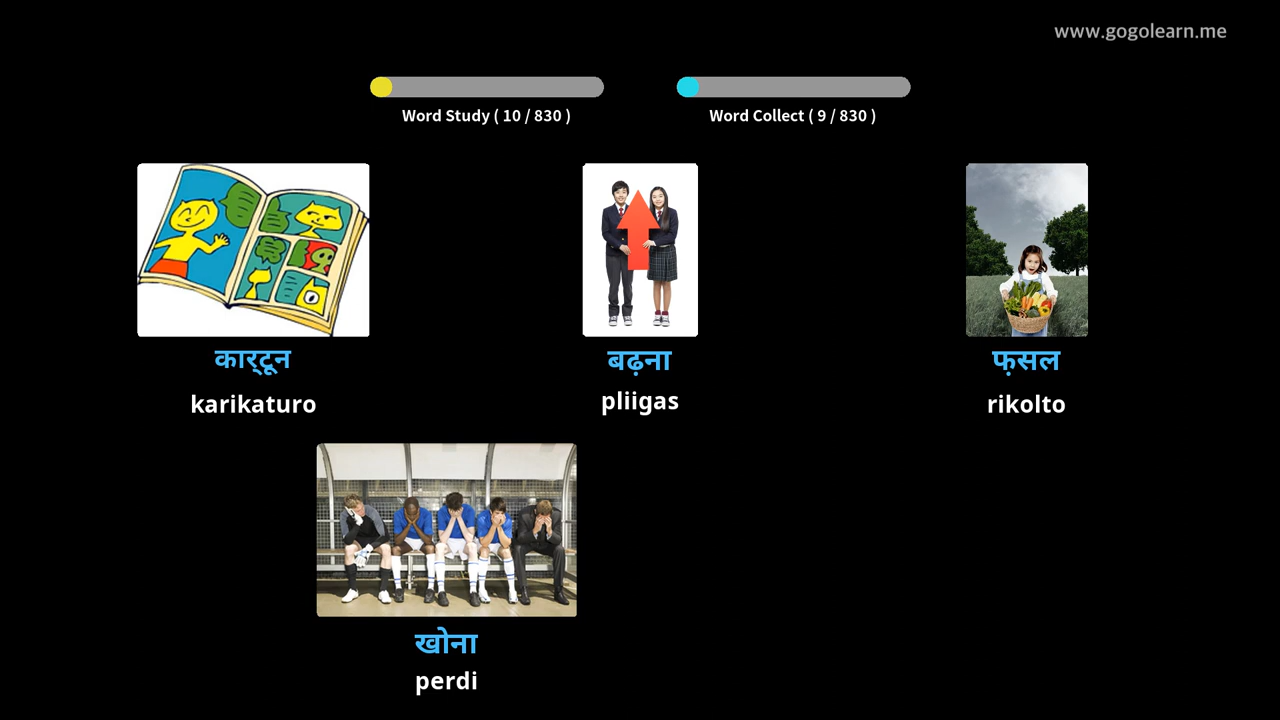 www.gogolearn.me
Word Study ( 10 / 830 )
Word Collect ( 9 / 830 )
कार्‌टून
बढ़ना
फ़सल
karikaturo
pliigas
rikolto
खोना
perdi